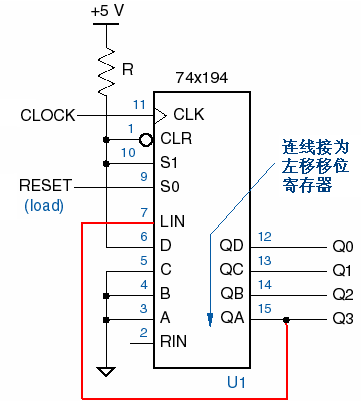 +5 V
R
74x194
CLOCK 11 CLK
1 CLR
10 S1
RESET 9 S0
(load)
7 LIN
6 D QD 12 Q0
5 C QC 13 Q1
4 B QB 14 Q2
3 A QA 15 Q3
2 RIN
U1
连线接为
左移移位
寄存器